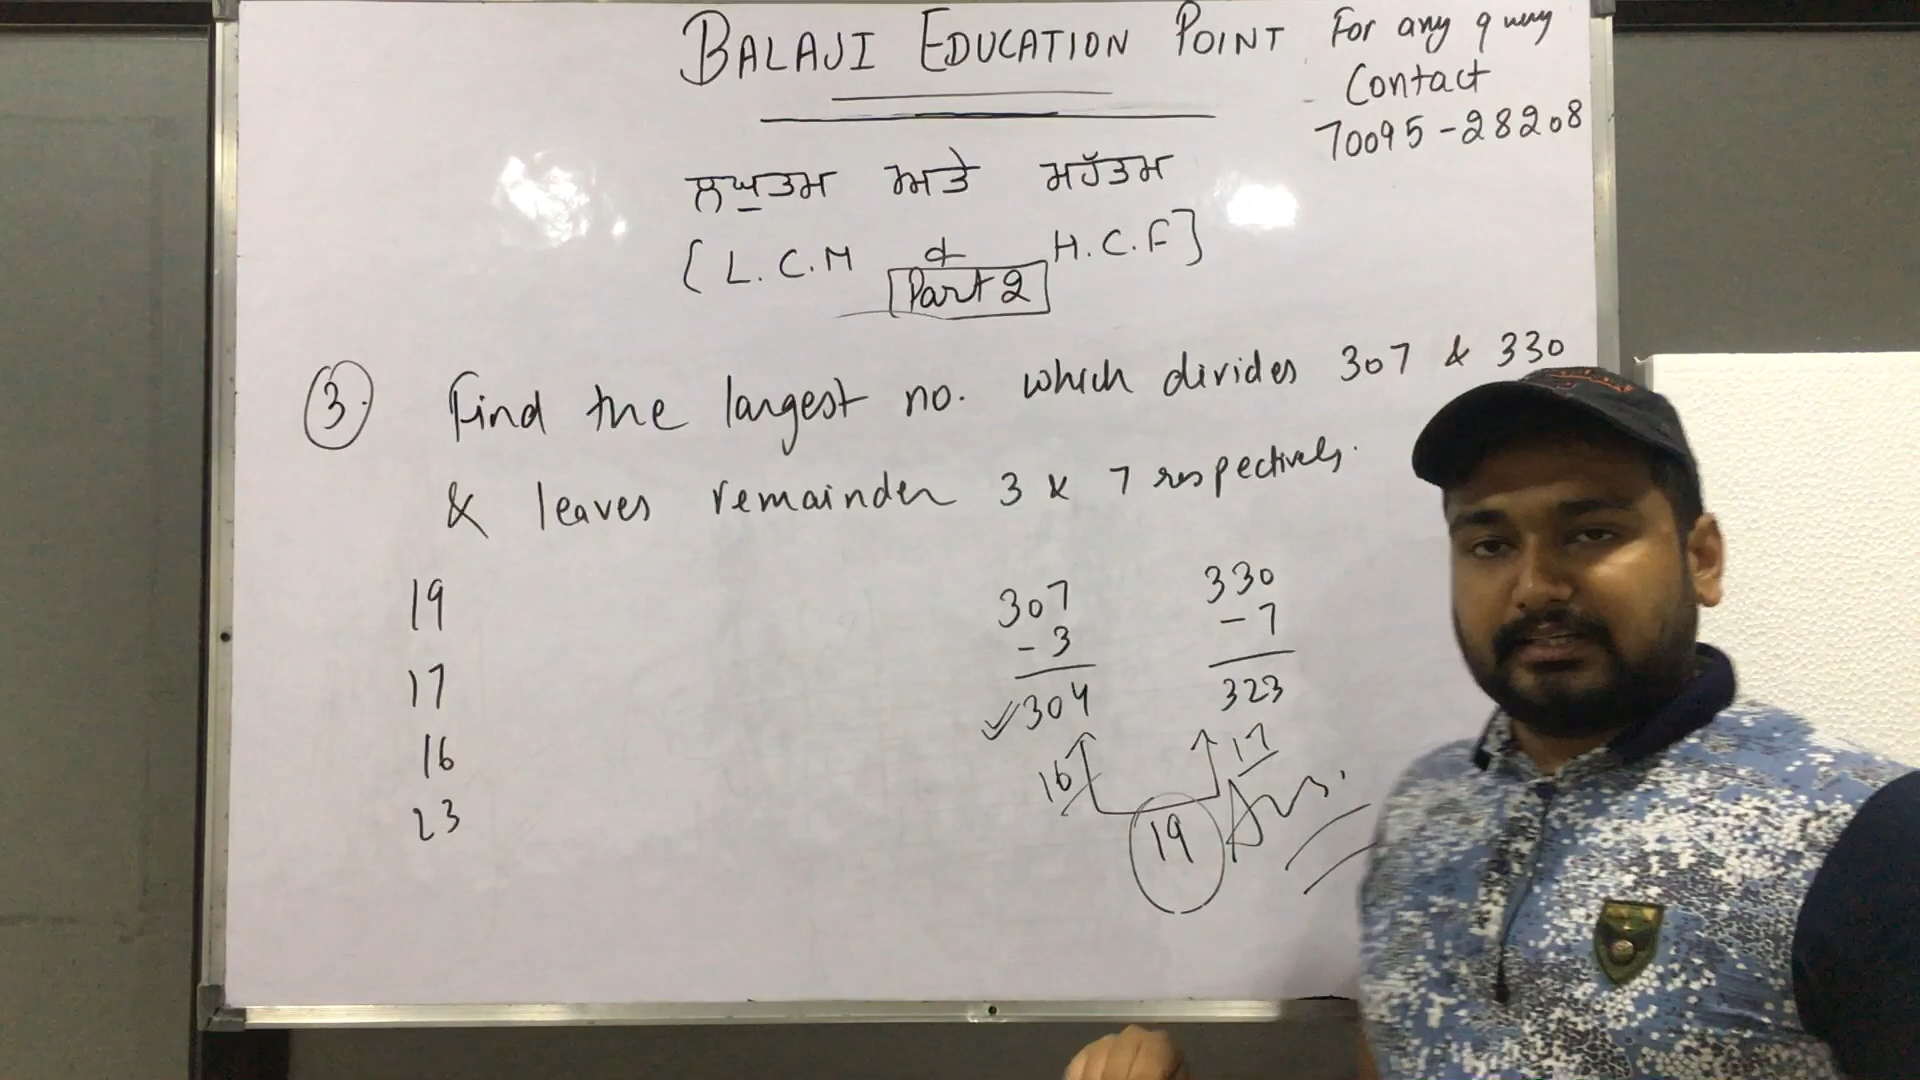 BALAJI EDUCATION POINT
For any query
Contact
70095-28208
ਲਘੁਤਮ ਅਤੇ ਮਹੱਤਮ
[L.C.M & H.C.F]
Part 2
3. Find the largest no. which divides 307 & 330
& leaves remainder 3 & 7 respectively.
19
17
16
23
307
-3
304
330
-7
323
16
17
19 Ans.